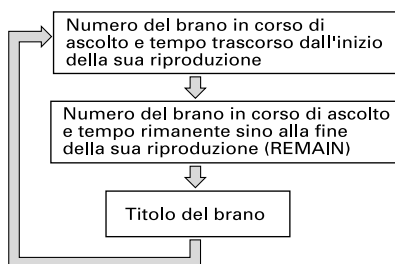 Numero del brano in corso di
ascolto e tempo trascorso dall'inizio
della sua riproduzione
Numero del brano in corso di ascolto
e tempo rimanente sino alla fine
della sua riproduzione (REMAIN)
Titolo del brano